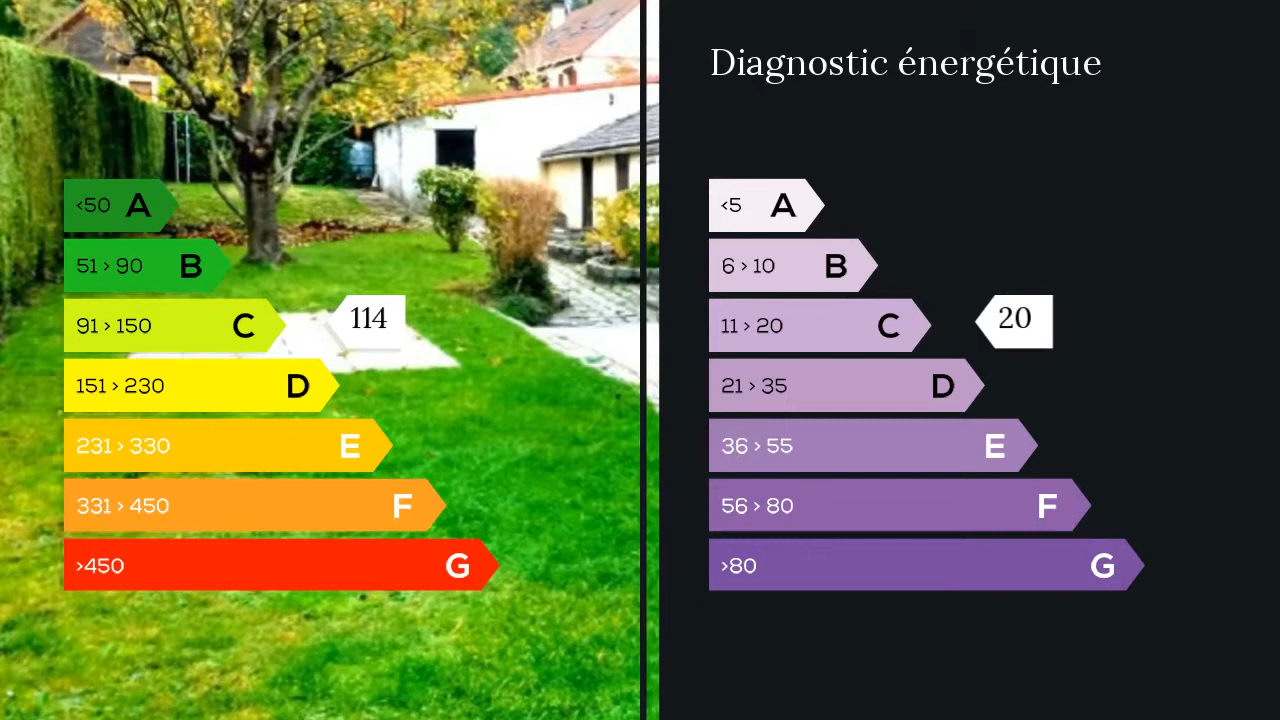 Diagnostic énergétique
<50 A
51 > 90 B
91 > 150 C
114
151 > 230 D
231 > 330 E
331 > 450 F
>450 G
<5 A
6 > 10 B
11 > 20 C
20
21 > 35 D
36 > 55 E
56 > 80 F
>80 G